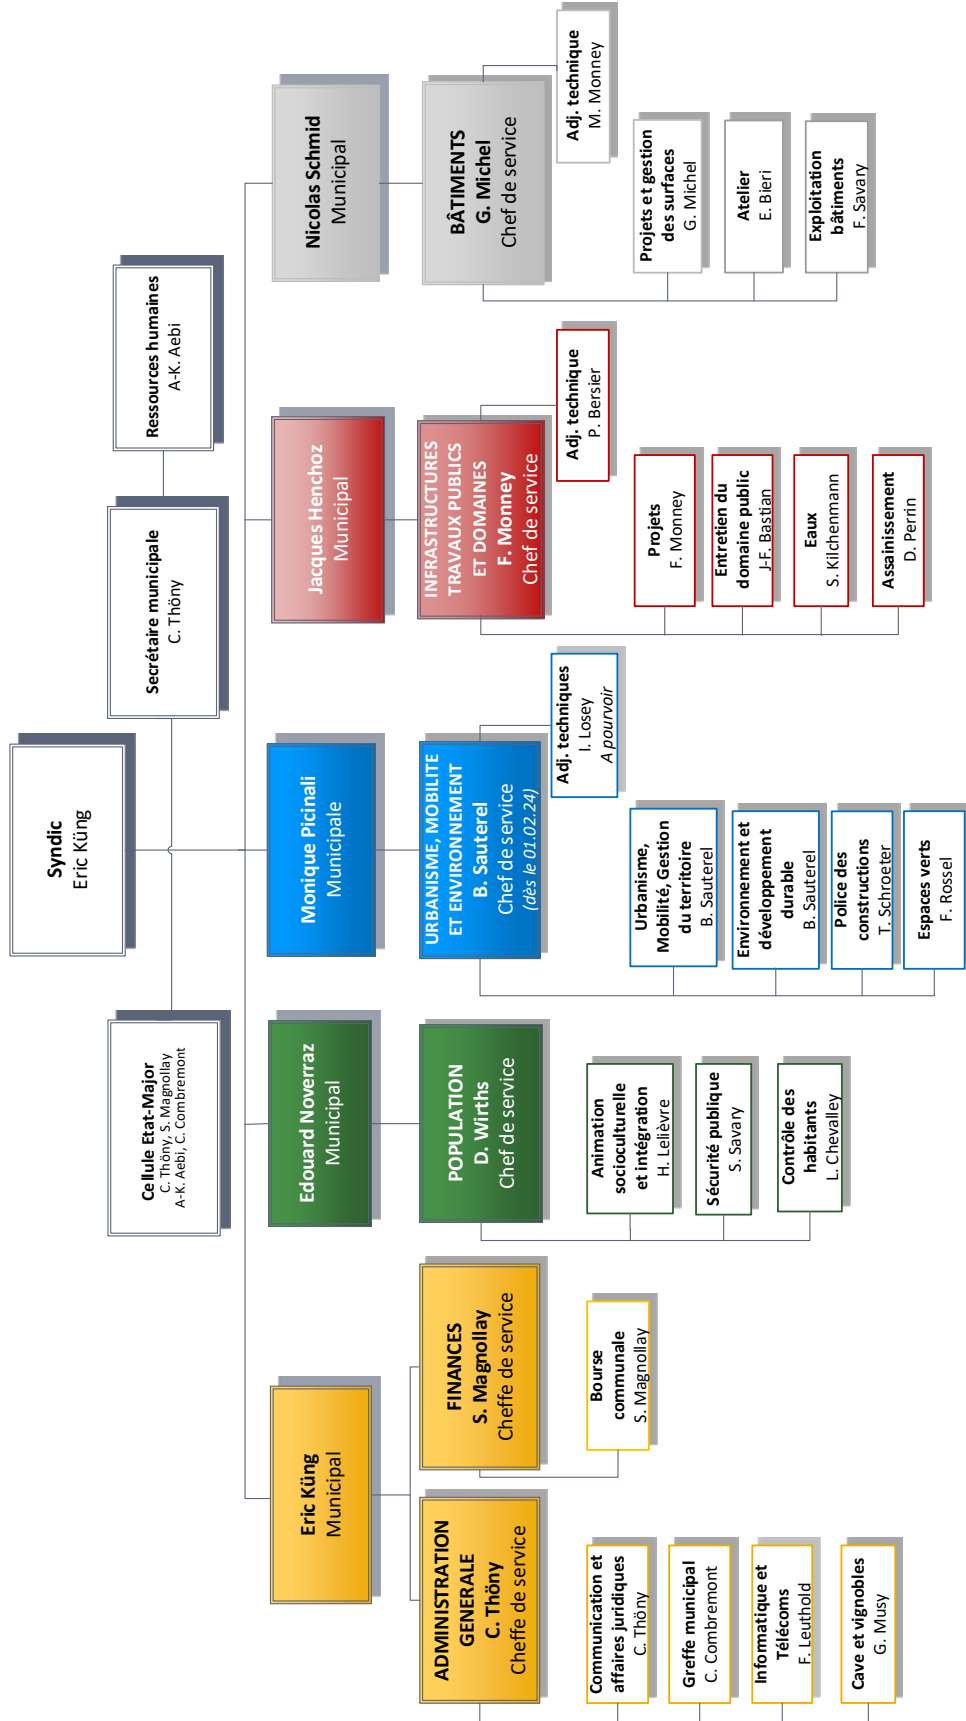 Syndic
Eric Küng
Cellule Etat-Major
C. Thöny, S. Magnollay
A-K. Aebi, C. Combremont
Secrétaire municipale
C. Thöny
Ressources humaines
A-K. Aebi
Eric Küng
Municipal
Edouard Noverraz
Municipal
Monique Picinali
Municipale
Jacques Henchoz
Municipal
Nicolas Schmid
Municipal
ADMINISTRATION
GENERALE
C. Thöny
Cheffe de service
FINANCES
S. Magnollay
Cheffe de service
POPULATION
D. Wirths
Chef de service
URBANISME, MOBILITE
ET ENVIRONNEMENT
B. Sauterel
Chef de service
(dès le 01.02.24)
INFRASTRUCTURES
TRAVAUX PUBLICS
ET DOMAINES
F. Monney
Chef de service
BÂTIMENTS
G. Michel
Chef de service
Adj. techniques
I. Losey
A pourvoir
Adj. technique
P. Bersier
Adj. technique
M. Monney
Communication et
affaires juridiques
C. Thöny
Greffe municipal
C. Combremont
Informatique et
Télécoms
F. Leuthold
Cave et vignobles
G. Musy
Bourse
communale
S. Magnollay
Animation
socioculturelle
et intégration
H. Lelièvre
Sécurité publique
S. Savary
Contrôle des
habitants
L. Chevalley
Urbanisme,
Mobilité, Gestion
du territoire
B. Sauterel
Environnement et
développement
durable
B. Sauterel
Police des
constructions
T. Schroeter
Espaces verts
F. Rossel
Projets
F. Monney
Entretien du
domaine public
J-F. Bastian
Eaux
S. Kilchenmann
Assainissement
D. Perrin
Projets et gestion
des surfaces
G. Michel
Atelier
E. Bieri
Exploitation
bâtiments
F. Savary